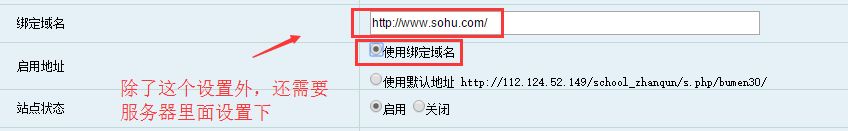 绑定域名 http://www.sohu.com/
启用地址 使用绑定域名
使用默认地址 http://112.124.52.149/school_zhanqun/s.php/bumen30/
除了这个设置外，还需要
服务器里面设置下
站点状态 启用 关闭